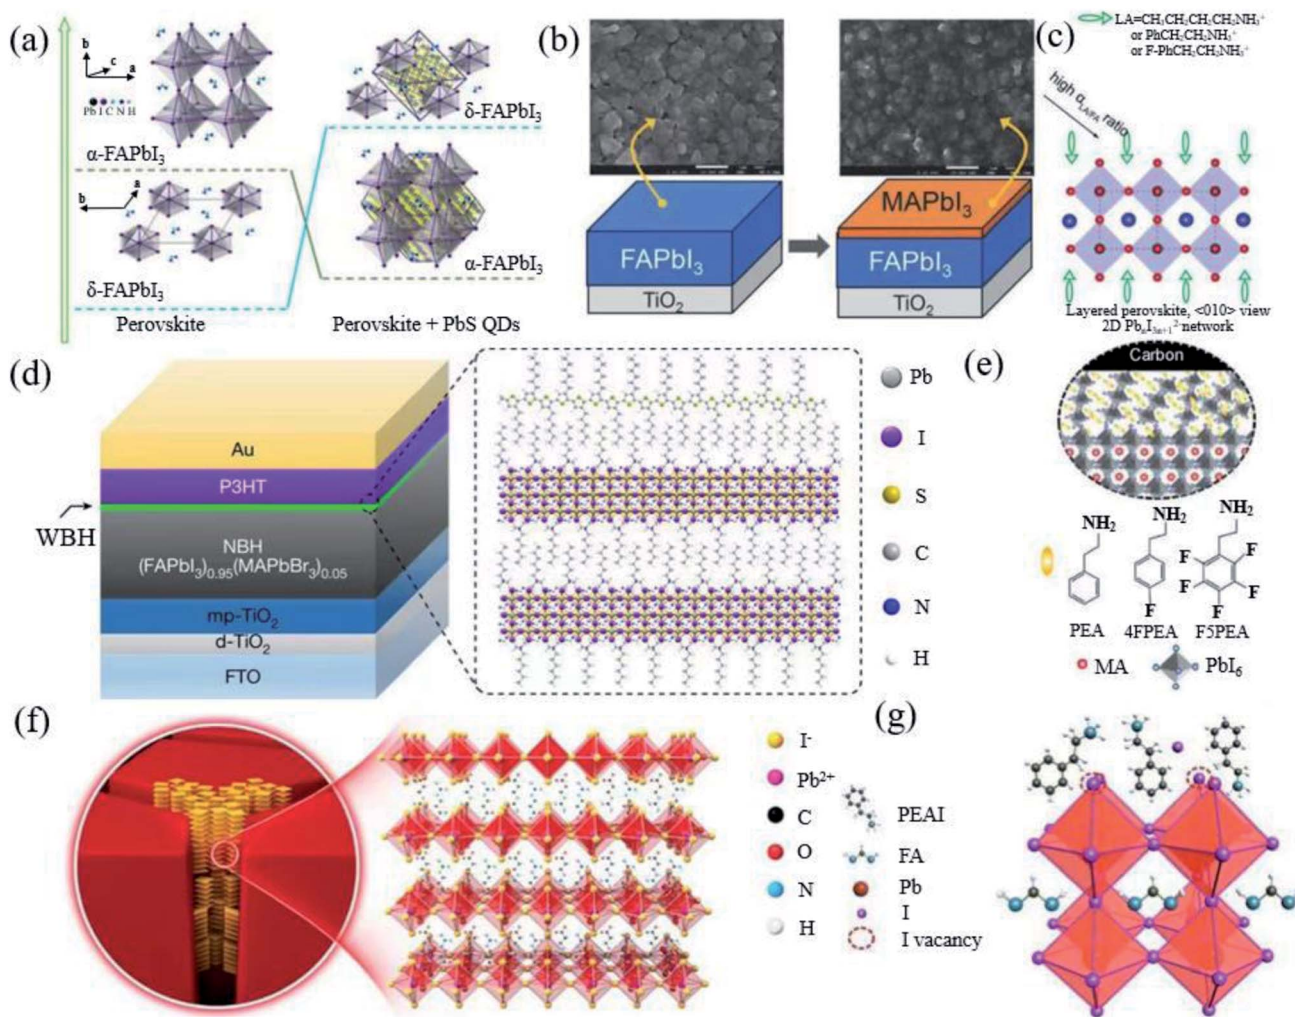 (a)
b
c
a
Pb I C N H
α-FAPbI₃
b
a
δ-FAPbI₃
Perovskite
δ-FAPbI₃
α-FAPbI₃
Perovskite + PbS QDs
(b)
FAPbI₃
TiO₂
MAPbI₃
FAPbI₃
TiO₂
(c)
LA=CH₃CH₂CH₂CH₂NH₃⁺
or PhCH₂CH₂NH₃⁺
or F-PhCH₂CH₂NH₃⁺
high α_LA/FA ratio
Layered perovskite, <010> view
2D PbₙI₃ₙ₊₁²⁻network
(d)
Au
P3HT
WBH
NBH
(FAPbI₃)₀.₉₅(MAPbBr₃)₀.₀₅
mp-TiO₂
d-TiO₂
FTO
Pb
I
S
C
N
H
(e)
Carbon
NH₂
NH₂
NH₂
F
F
F
F
F
F
PEA
4FPEA
F5PEA
MA
PbI₆
(f)
I⁻
Pb²⁺
C
O
N
H
(g)
PEAI
FA
Pb
I
I vacancy